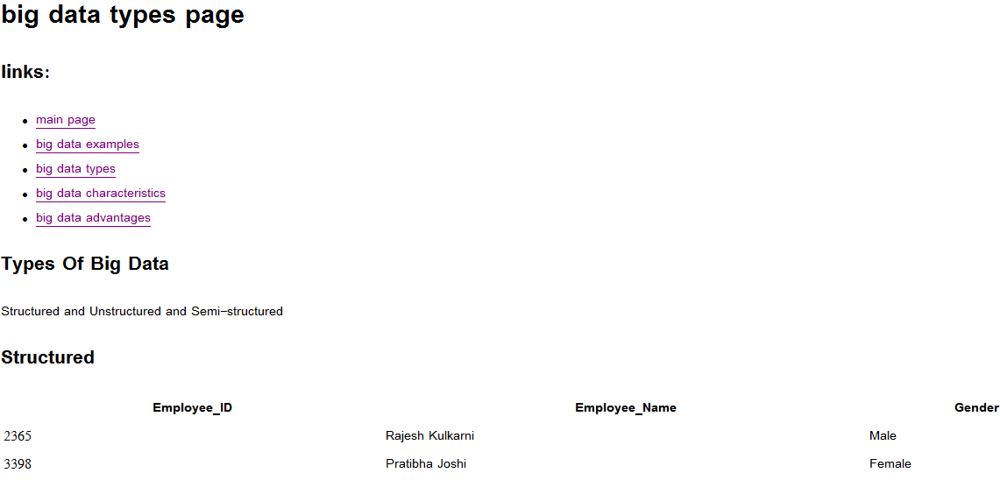 big data types page
links:
main page
big data examples
big data types
big data characteristics
big data advantages
Types Of Big Data
Structured and Unstructured and Semi-structured
Structured
Employee_ID Employee_Name Gender
2365 Rajesh Kulkarni Male
3398 Pratibha Joshi Female